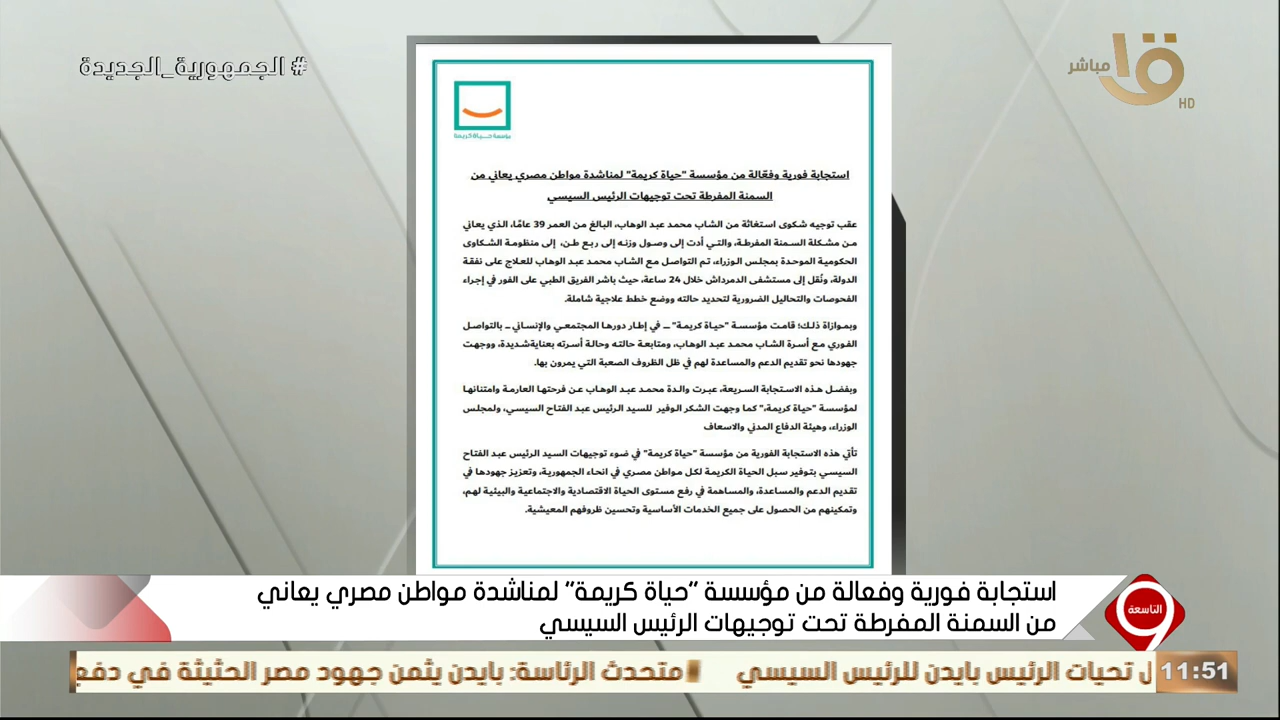 # الجمهورية_الجديدة
مباشر
HD
مؤسسة حياة كريمة
استجابة فورية وفعّالة من مؤسسة "حياة كريمة" لمناشدة مواطن مصري يعاني من
السمنة المفرطة تحت توجيهات الرئيس السيسي
عقب توجيه شكوى استغاثة من الشاب محمد عبد الوهاب، البالغ من العمر 39 عامًا، الذي يعاني
من مشكلة السمنة المفرطة، والتي أدت إلى وصول وزنه إلى ربع طن، إلى منظومة الشكاوى
الحكومية الموحدة بمجلس الوزراء، تم التواصل مع الشاب محمد عبد الوهاب للعلاج على نفقة
الدولة، ونُقل إلى مستشفى الدمرداش خلال 24 ساعة، حيث باشر الفريق الطبي على الفور في إجراء
الفحوصات والتحاليل الضرورية لتحديد حالته ووضع خطط علاجية شاملة.
وبموازاة ذلك؛ قامت مؤسسة "حياة كريمة" – في إطار دورها المجتمعي والإنساني – بالتواصل
الفوري مع أسرة الشاب محمد عبد الوهاب، ومتابعة حالته وحالة أسرته بعنايةشديدة، ووجهت
جهودها نحو تقديم الدعم والمساعدة لهم في ظل الظروف الصعبة التي يمرون بها.
وبفضل هذه الاستجابة السريعة، عبرت والدة محمد عبد الوهاب عن فرحتها العارمة وامتنانها
لمؤسسة "حياة كريمة،" كما وجهت الشكر الوفير للسيد الرئيس عبد الفتاح السيسي، ولمجلس
الوزراء، وهيئة الدفاع المدني والاسعاف
تأتي هذه الاستجابة الفورية من مؤسسة "حياة كريمة" في ضوء توجيهات السيد الرئيس عبد الفتاح
السيسي بتوفير سبل الحياة الكريمة لكل مواطن مصري في انحاء الجمهورية، وتعزيز جهودها في
تقديم الدعم والمساعدة، والمساهمة في رفع مستوى الحياة الاقتصادية والاجتماعية والبيئية لهم،
وتمكينهم من الحصول على جميع الخدمات الأساسية وتحسين ظروفهم المعيشية.
التاسعة
استجابة فورية وفعالة من مؤسسة "حياة كريمة" لمناشدة مواطن مصري يعاني
من السمنة المفرطة تحت توجيهات الرئيس السيسي
11:51
ل تحيات الرئيس بايدن للرئيس السيسي متحدث الرئاسة: بايدن يثمن جهود مصر الحثيثة في دفع